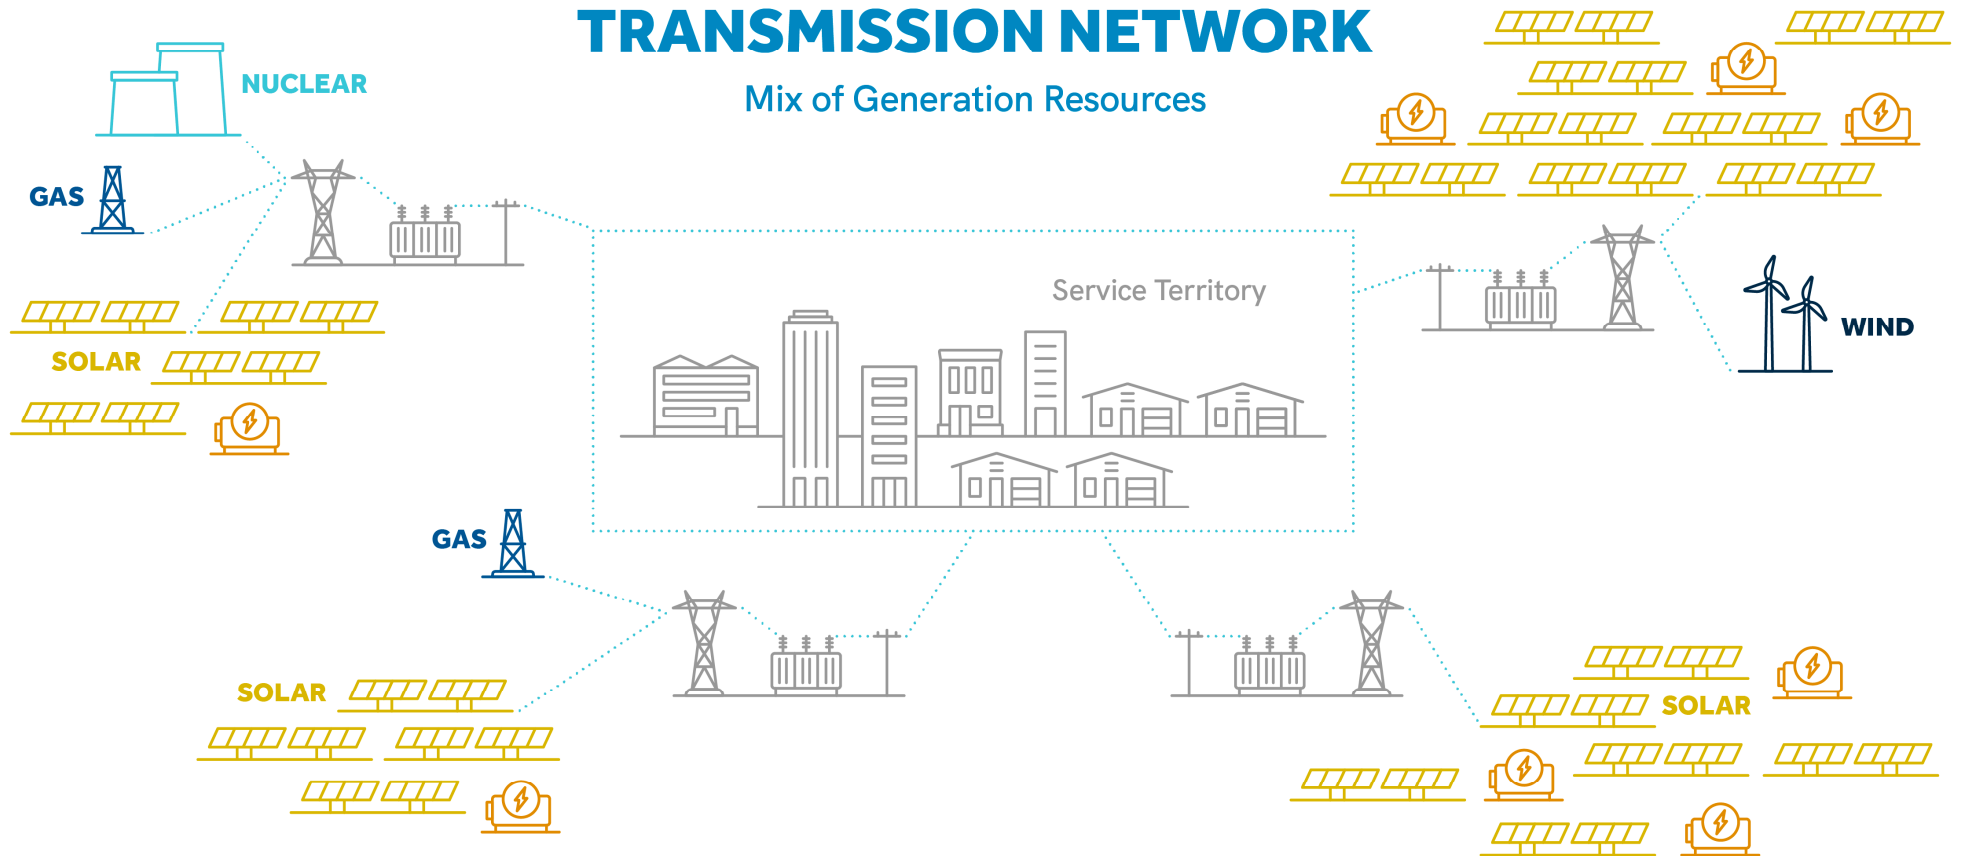 TRANSMISSION NETWORK
Mix of Generation Resources
NUCLEAR
GAS
SOLAR
Service Territory
WIND
GAS
SOLAR
SOLAR